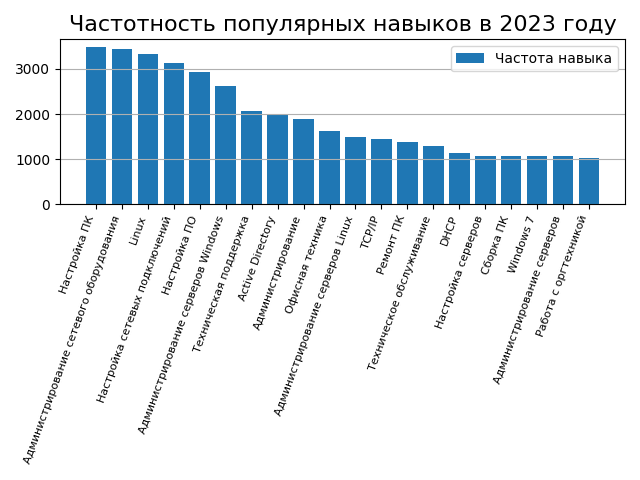 Частотность популярных навыков в 2023 году
Частота навыка
3000
2000
1000
0
Настройка ПК
Администрирование сетевого оборудования
Linux
Настройка сетевых подключений
Настройка ПО
Администрирование серверов Windows
Техническая поддержка
Active Directory
Администрирование
Офисная техника
Администрирование серверов Linux
TCP/IP
Ремонт ПК
Техническое обслуживание
DHCP
Настройка серверов
Сборка ПК
Windows 7
Администрирование серверов
Работа с оргтехникой